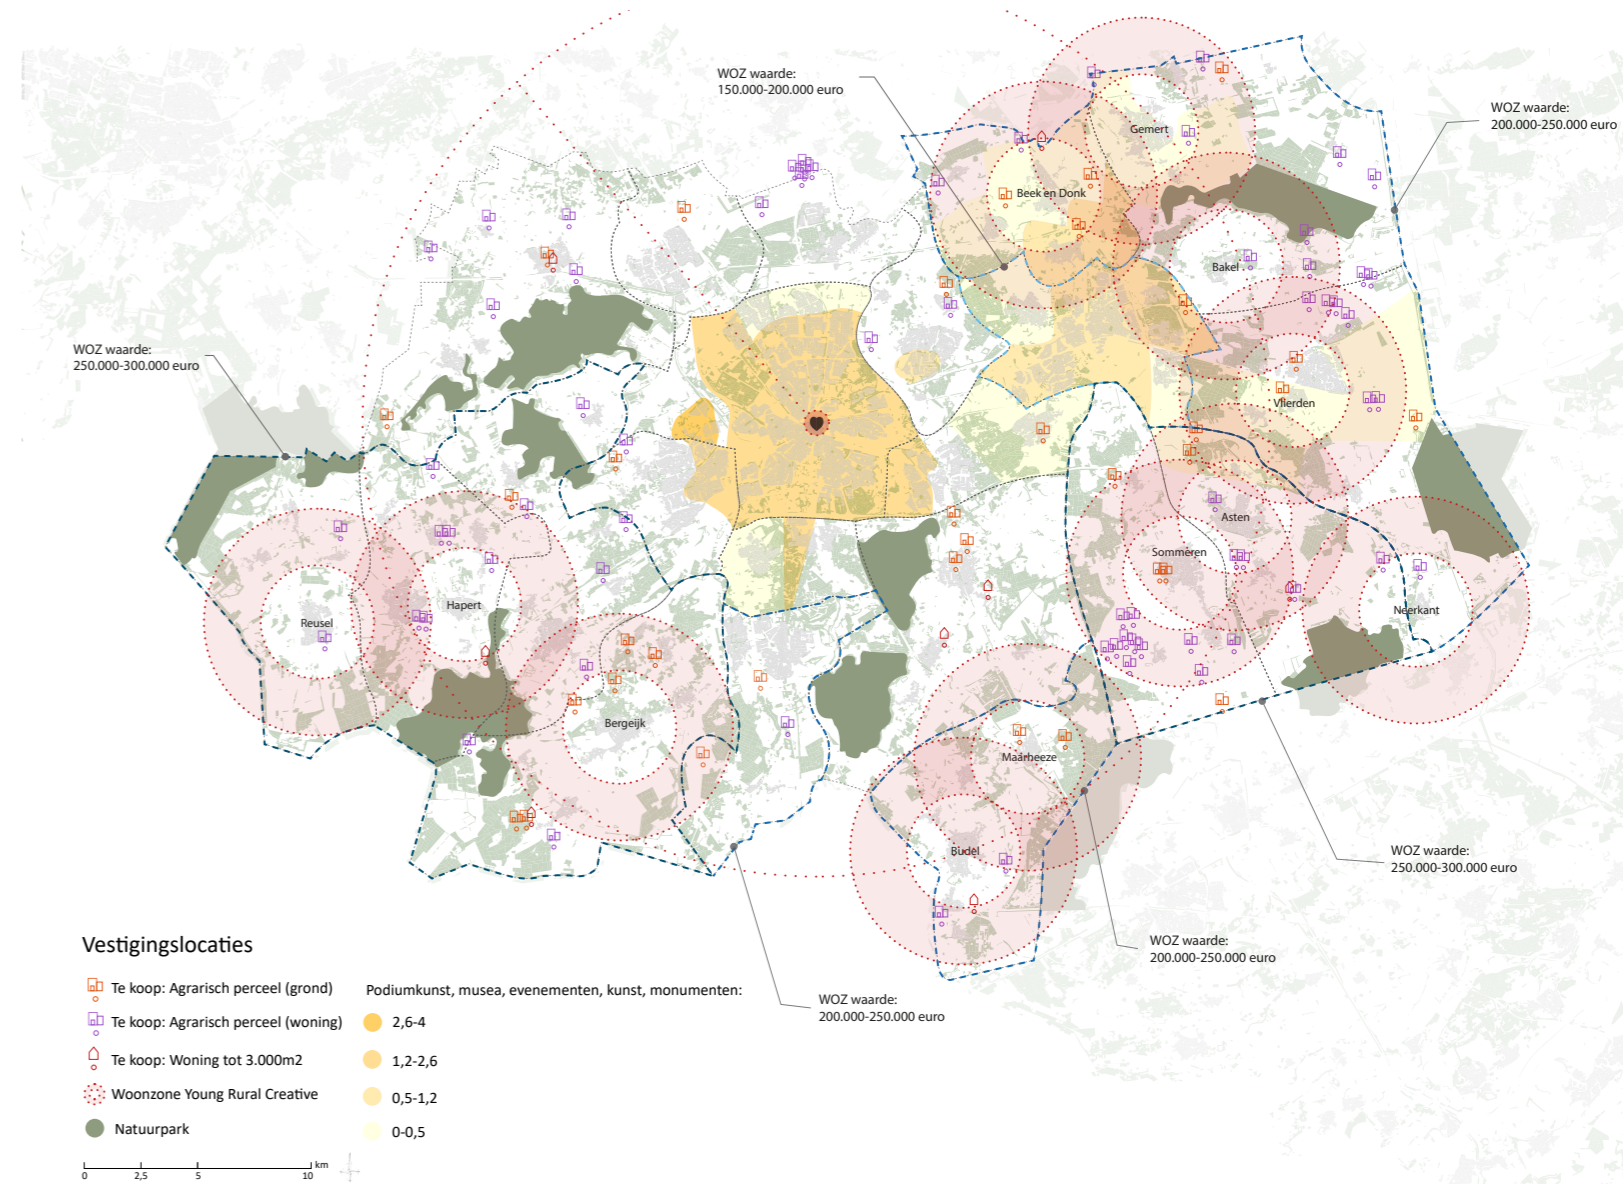 WOZ waarde:
150.000-200.000 euro
WOZ waarde:
200.000-250.000 euro
Gemert
Beek en Donk
Bakel
WOZ waarde:
250.000-300.000 euro
Vlierden
Asten
Sommeren
Hapert
Neerkant
Reusel
Bergeijk
Maarheeze
Budel
WOZ waarde:
250.000-300.000 euro
WOZ waarde:
200.000-250.000 euro
WOZ waarde:
200.000-250.000 euro
Vestigingslocaties
Te koop: Agrarisch perceel (grond)
Te koop: Agrarisch perceel (woning)
Te koop: Woning tot 3.000m2
Woonzone Young Rural Creative
Natuurpark
Podiumkunst, musea, evenementen, kunst, monumenten:
2,6-4
1,2-2,6
0,5-1,2
0-0,5
km
0 2,5 5 10